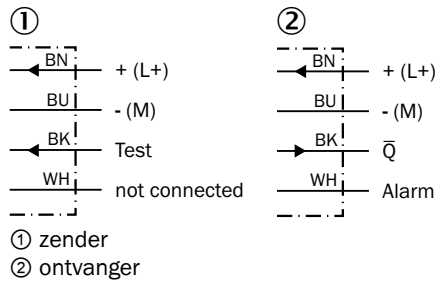 ① ②
BN + (L+)
BU - (M)
BK Test
WH not connected
BN + (L+)
BU - (M)
BK Q̅
WH Alarm
① zender
② ontvanger